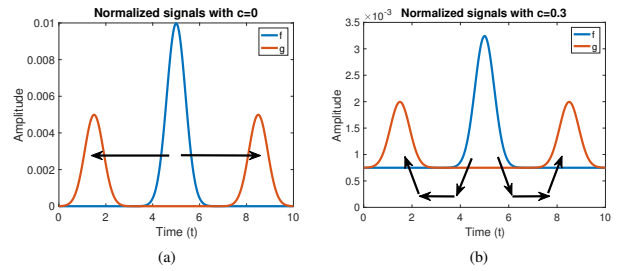 Normalized signals with c=0
0.01
0.008
0.006
0.004
0.002
0
Amplitude
f
g
0 2 4 6 8 10
Time (t)
(a)
Normalized signals with c=0.3
×10⁻³
3.5
3
2.5
2
1.5
1
0.5
0
Amplitude
f
g
0 2 4 6 8 10
Time (t)
(b)